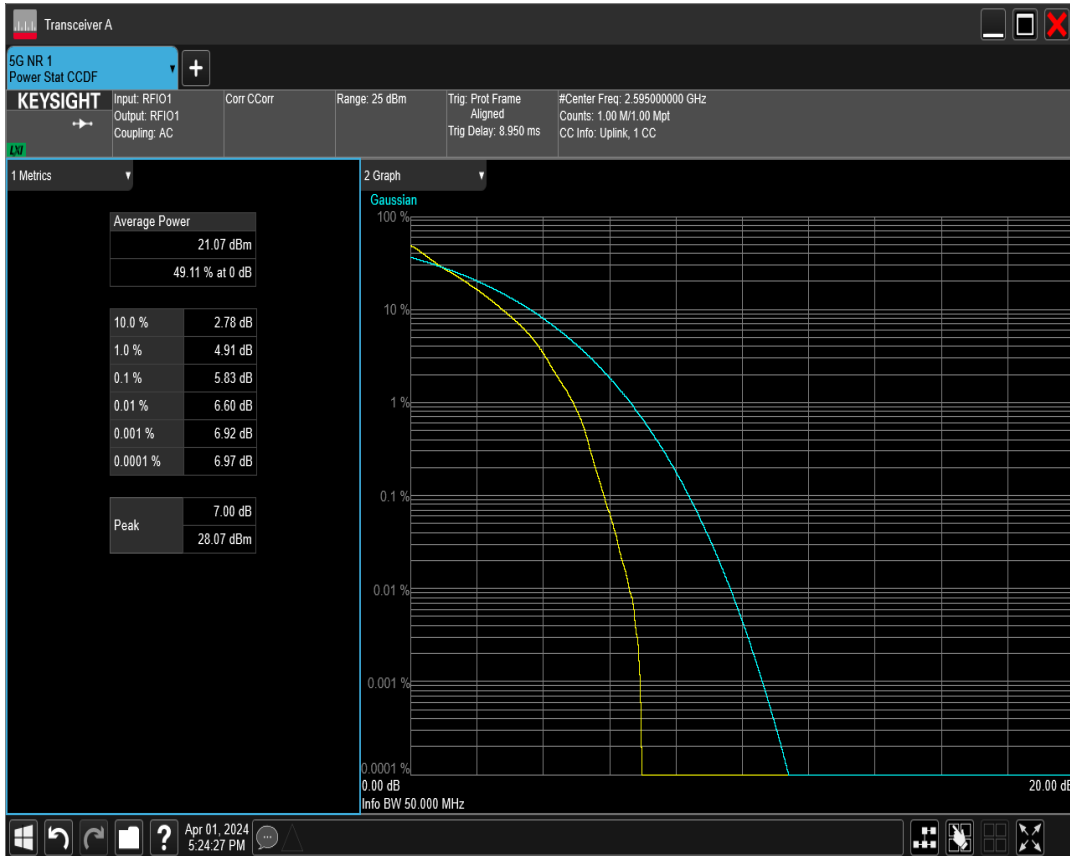 Transceiver A
5G NR 1
Power Stat CCDF
KEYSIGHT
LXI
Input: RFIO1
Output: RFIO1
Coupling: AC
Corr CCorr
Range: 25 dBm
Trig: Prot Frame
Aligned
Trig Delay: 8.950 ms
#Center Freq: 2.595000000 GHz
Counts: 1.00 M/1.00 Mpt
CC Info: Uplink, 1 CC
1 Metrics
Average Power
21.07 dBm
49.11 % at 0 dB
10.0 % 2.78 dB
1.0 % 4.91 dB
0.1 % 5.83 dB
0.01 % 6.60 dB
0.001 % 6.92 dB
0.0001 % 6.97 dB
Peak
7.00 dB
28.07 dBm
2 Graph
Gaussian
100 %
10 %
1 %
0.1 %
0.01 %
0.001 %
0.0001 %
0.00 dB
20.00 dB
Info BW 50.000 MHz
?
Apr 01, 2024
5:24:27 PM